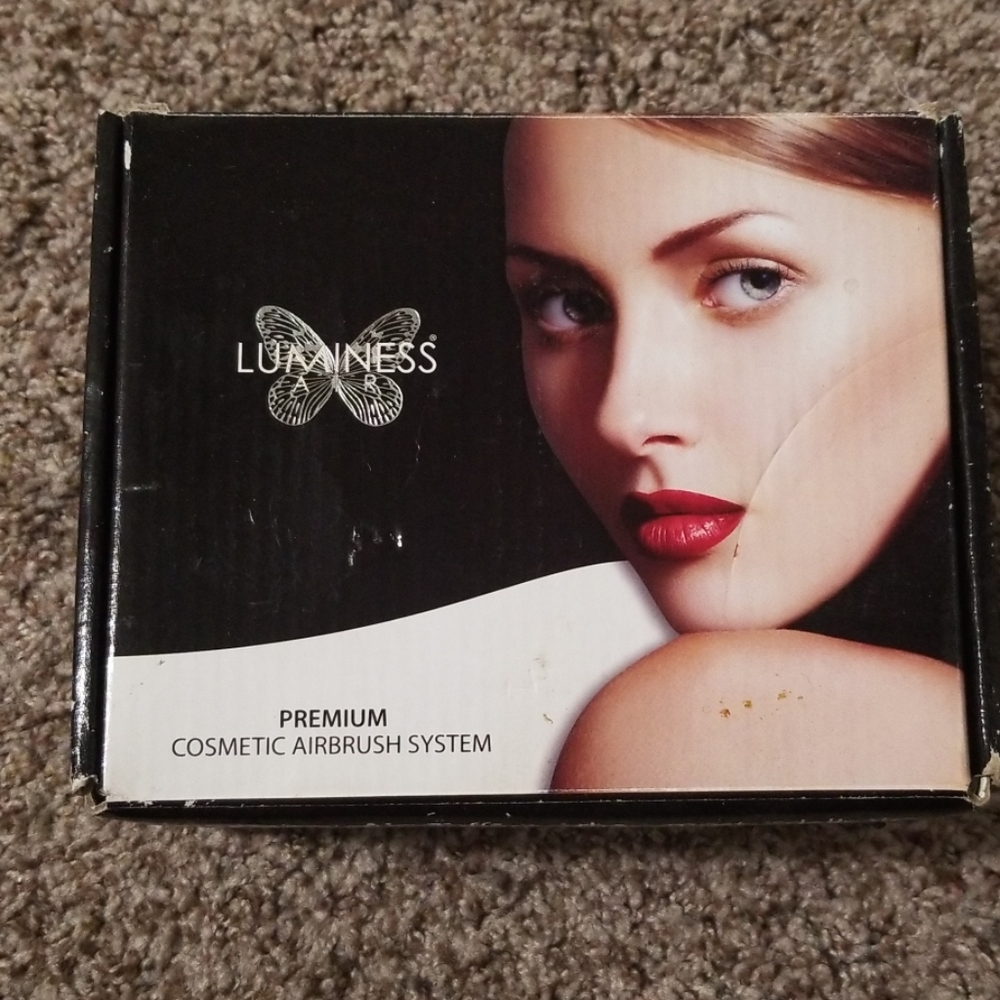 LUMINESS®
AIR
PREMIUM
COSMETIC AIRBRUSH SYSTEM